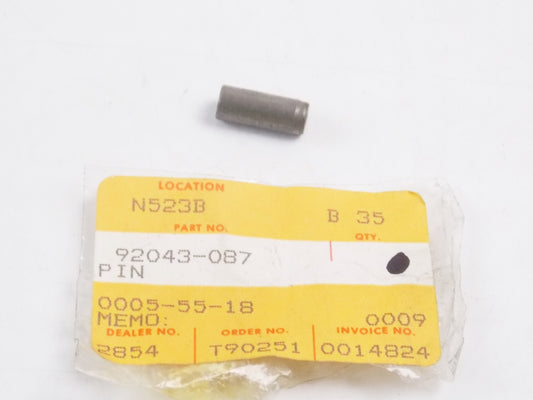 LOCATION
N523B B 35
PART NO. QTY.
92043-087
PIN
0005-55-18
MEMO: 0009
DEALER NO. ORDER NO. INVOICE NO.
2854 T90251 0014824